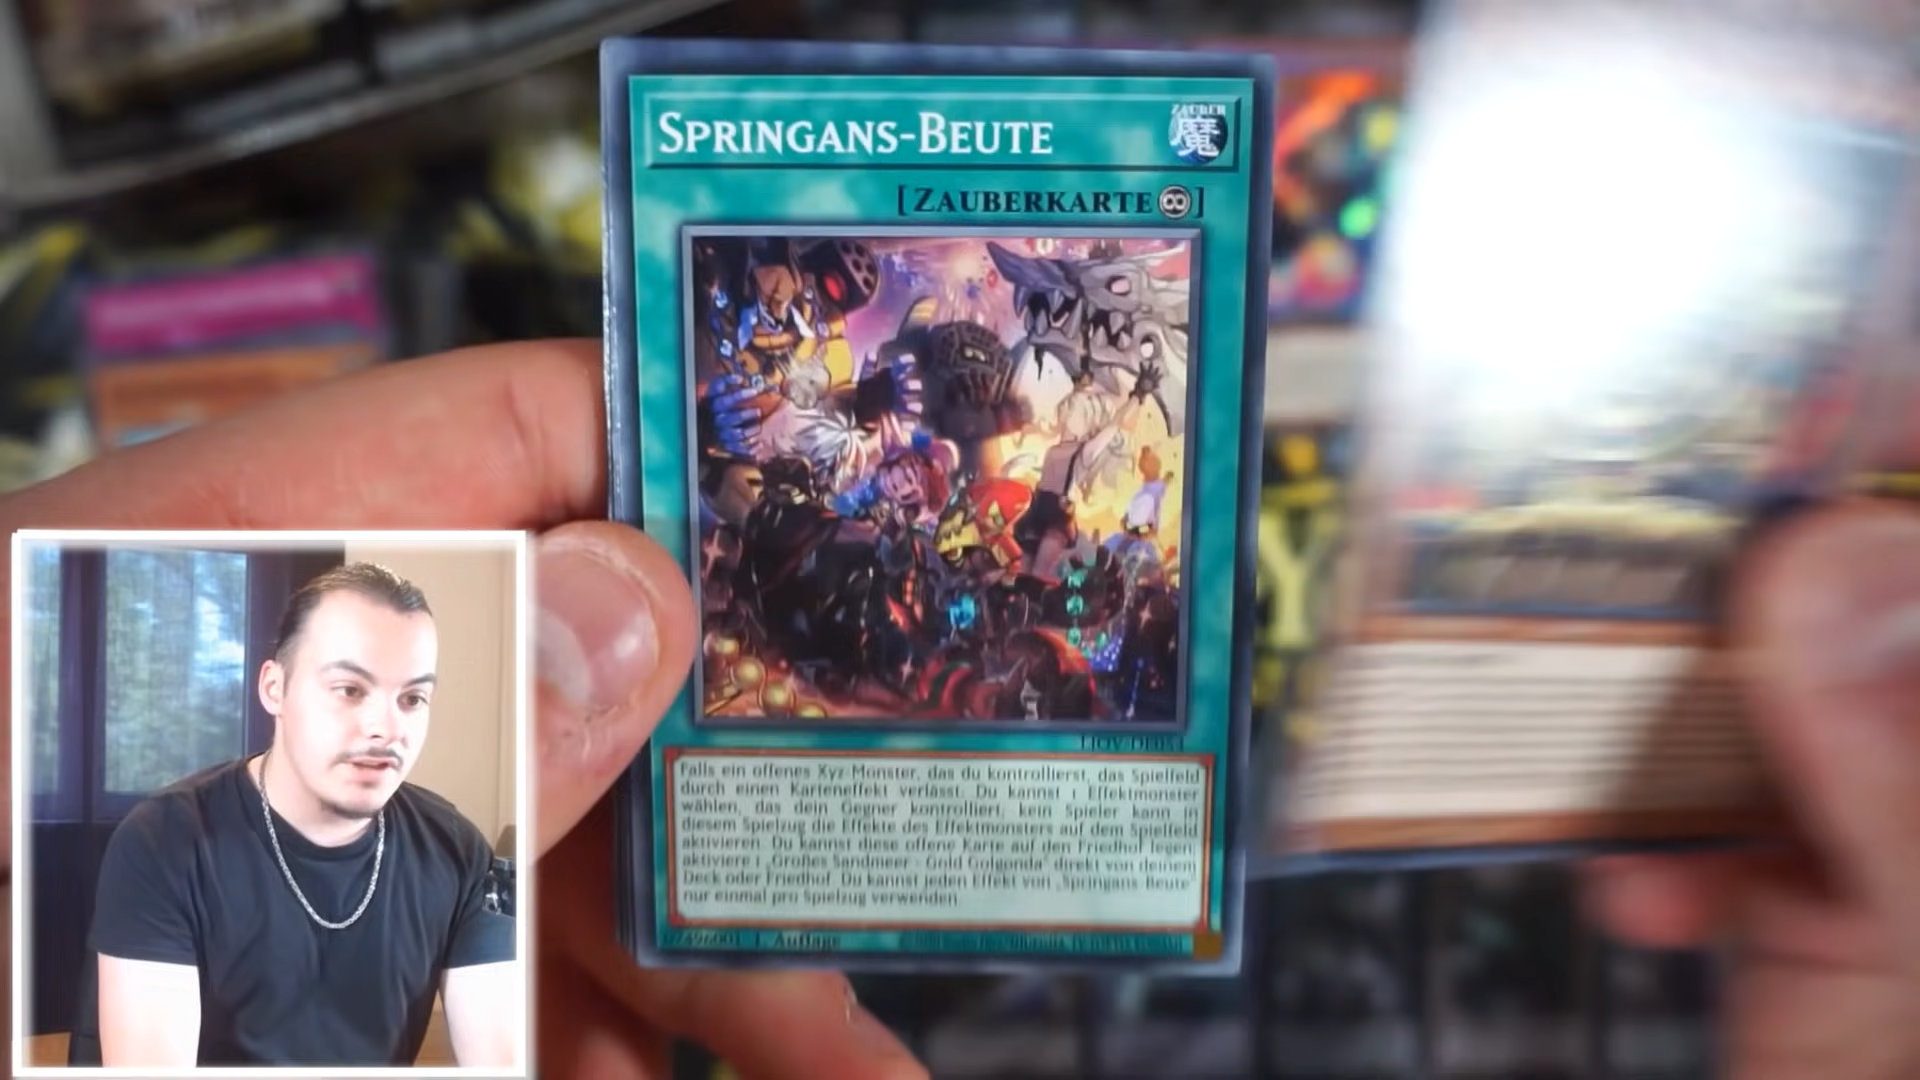 SPRINGANS-BEUTE
ZAUBER
魔
[ZAUBERKARTE]
Falls ein offenes Xyz-Monster, das du kontrollierst, das Spielfeld
durch einen Karteneffekt verlässt: Du kannst 1 Effektmonster
wählen, das dein Gegner kontrolliert; kein Spieler kann in
diesem Spielzug die Effekte des Effektmonsters auf dem Spielfeld
aktivieren. Du kannst diese offene Karte auf den Friedhof legen;
aktiviere 1 „Großes Sandmeer - Gold Golgonda" direkt von deinem
Deck oder Friedhof. Du kannst jeden Effekt von „Springans-Beute"
nur einmal pro Spielzug verwenden.
1. Auflage